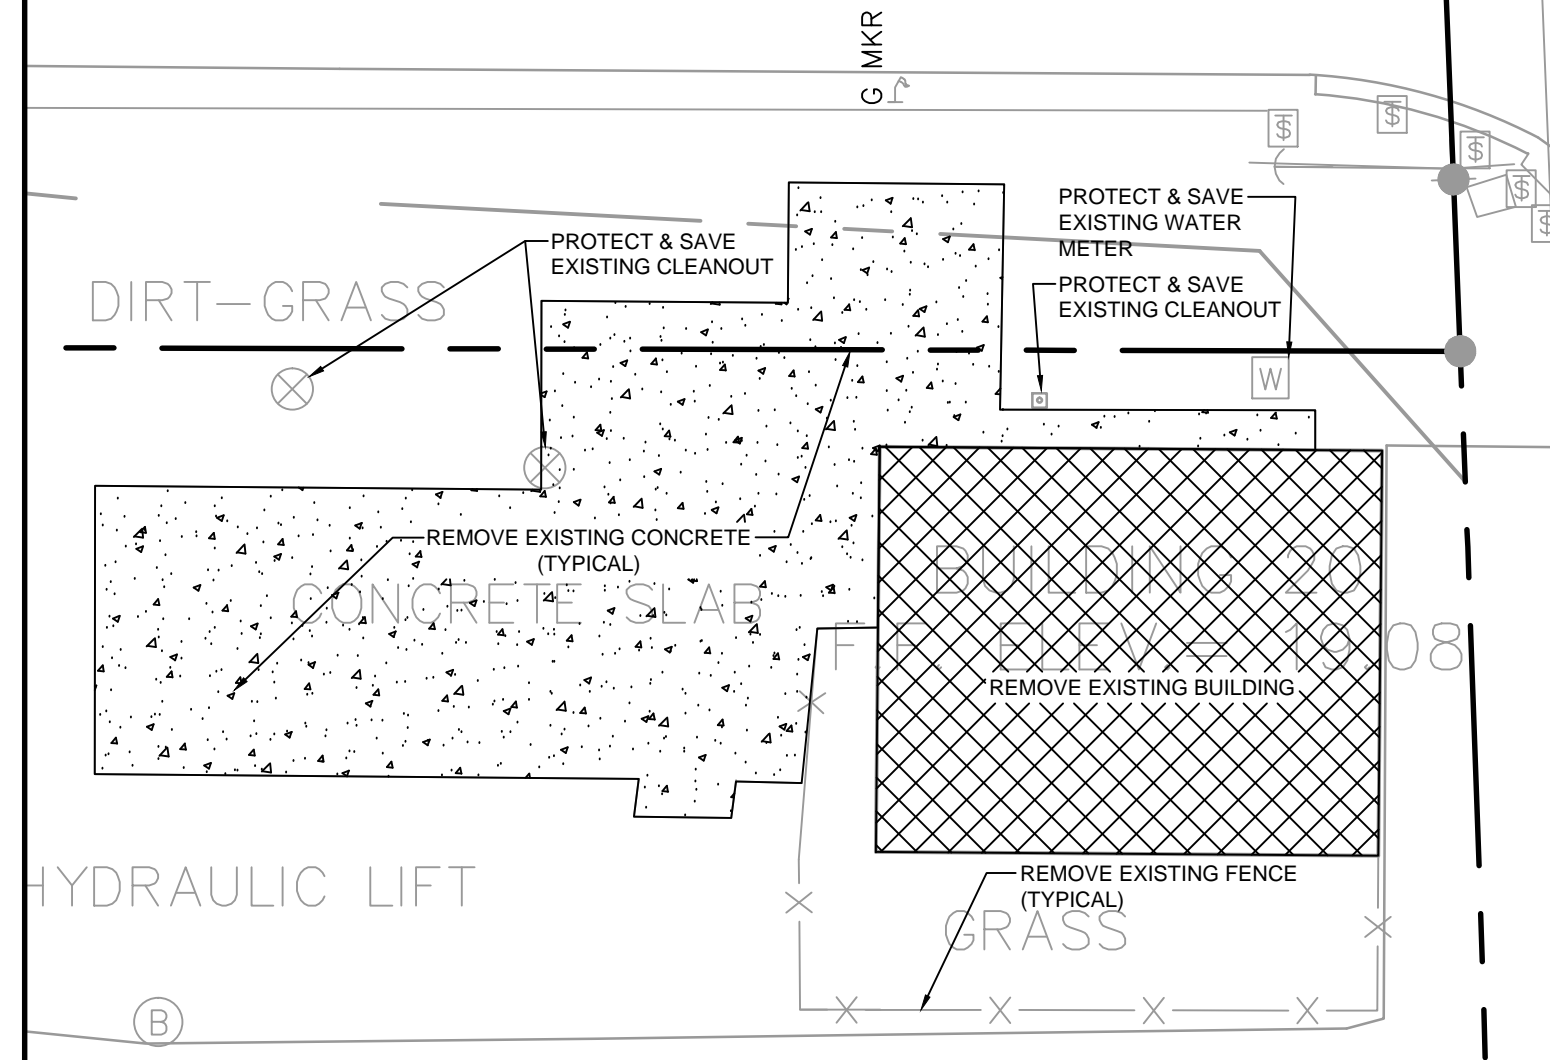 G MKR
PROTECT & SAVE
EXISTING WATER
METER
PROTECT & SAVE
EXISTING CLEANOUT
PROTECT & SAVE
EXISTING CLEANOUT
DIRT-GRASS
W
REMOVE EXISTING CONCRETE
(TYPICAL)
CONCRETE SLAB
BUILDING 20
F.F. ELEV.= 19.08
REMOVE EXISTING BUILDING
HYDRAULIC LIFT
REMOVE EXISTING FENCE
(TYPICAL)
GRASS
B